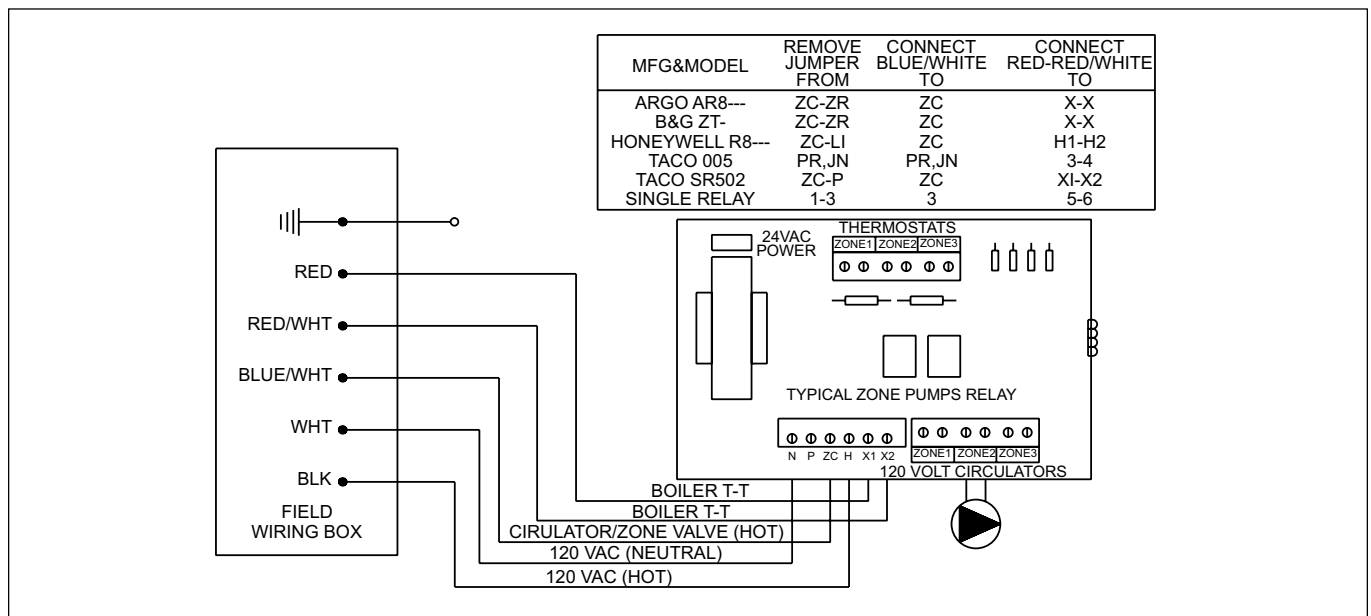 MFG&MODEL REMOVE JUMPER FROM CONNECT BLUE/WHITE TO CONNECT RED-RED/WHITE TO
ARGO AR8--- ZC-ZR ZC X-X
B&G ZT- ZC-ZR ZC X-X
HONEYWELL R8--- ZC-LI ZC H1-H2
TACO 005 PR,JN PR,JN 3-4
TACO SR502 ZC-P ZC XI-X2
SINGLE RELAY 1-3 3 5-6
24VAC
POWER
THERMOSTATS
ZONE1 ZONE2 ZONE3
TYPICAL ZONE PUMPS RELAY
N P ZC H X1 X2
ZONE1 ZONE2 ZONE3
120 VOLT CIRCULATORS
RED
RED/WHT
BLUE/WHT
WHT
BLK
FIELD
WIRING BOX
BOILER T-T
BOILER T-T
CIRULATOR/ZONE VALVE (HOT)
120 VAC (NEUTRAL)
120 VAC (HOT)